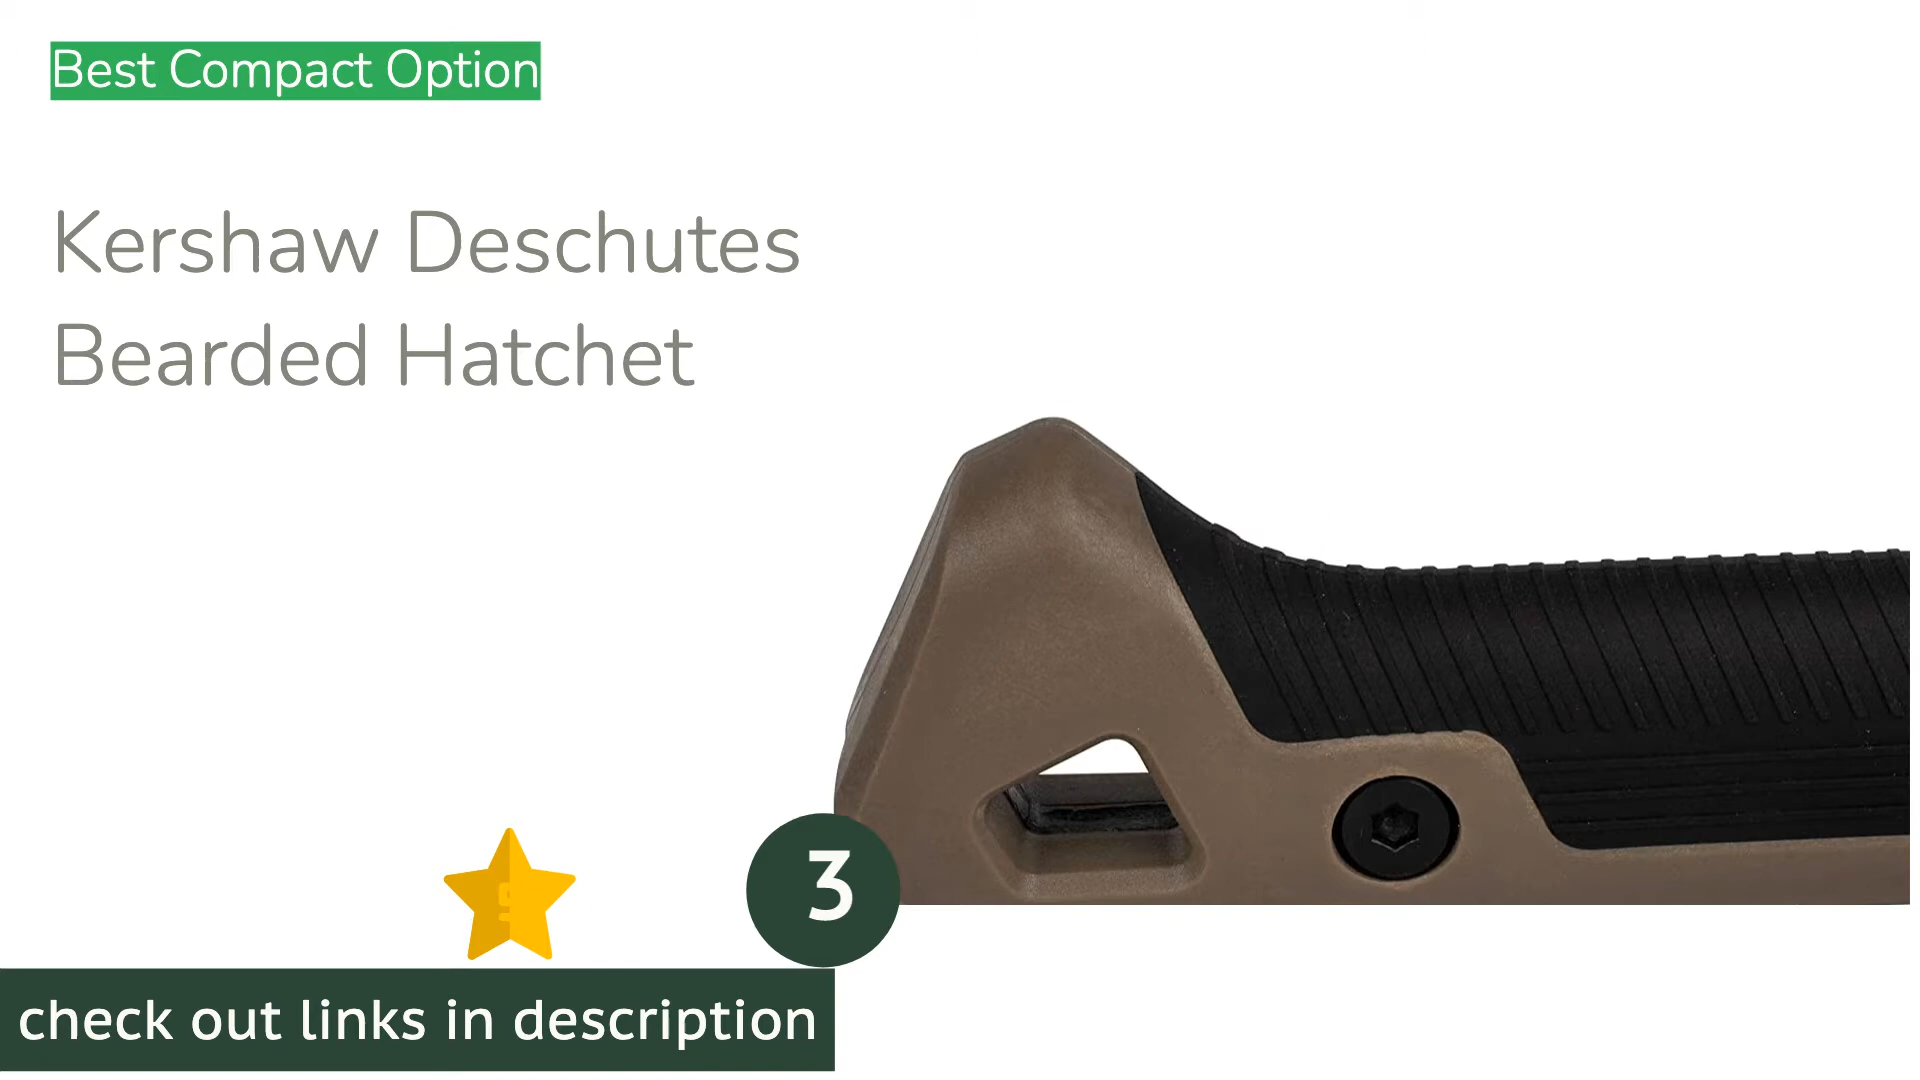 Best Compact Option
Kershaw Deschutes
Bearded Hatchet
3
check out links in description